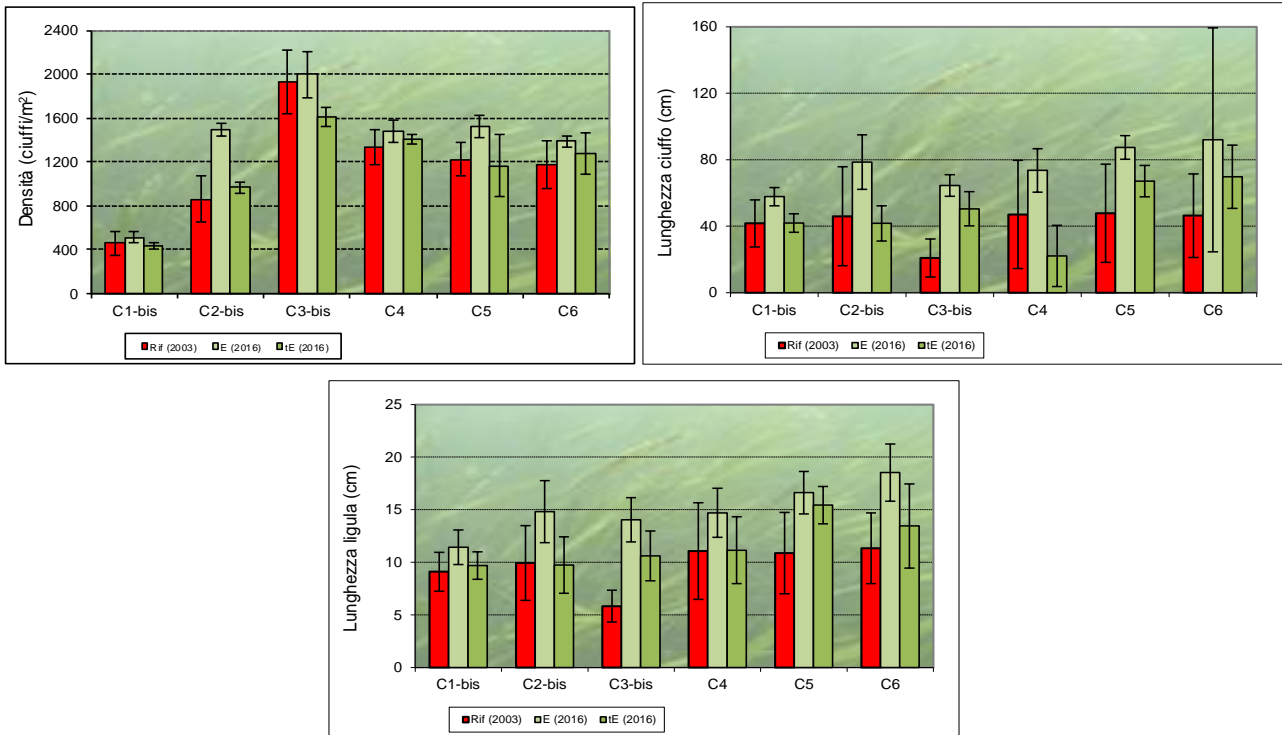 Densità (ciuffi/m²)
2400
2000
1600
1200
800
400
0
C1-bis C2-bis C3-bis C4 C5 C6
Rif (2003) E (2016) tE (2016)
Lunghezza ciuffo (cm)
160
120
80
40
0
C1-bis C2-bis C3-bis C4 C5 C6
Rif (2003) E (2016) tE (2016)
Lunghezza ligula (cm)
25
20
15
10
5
0
C1-bis C2-bis C3-bis C4 C5 C6
Rif (2003) E (2016) tE (2016)